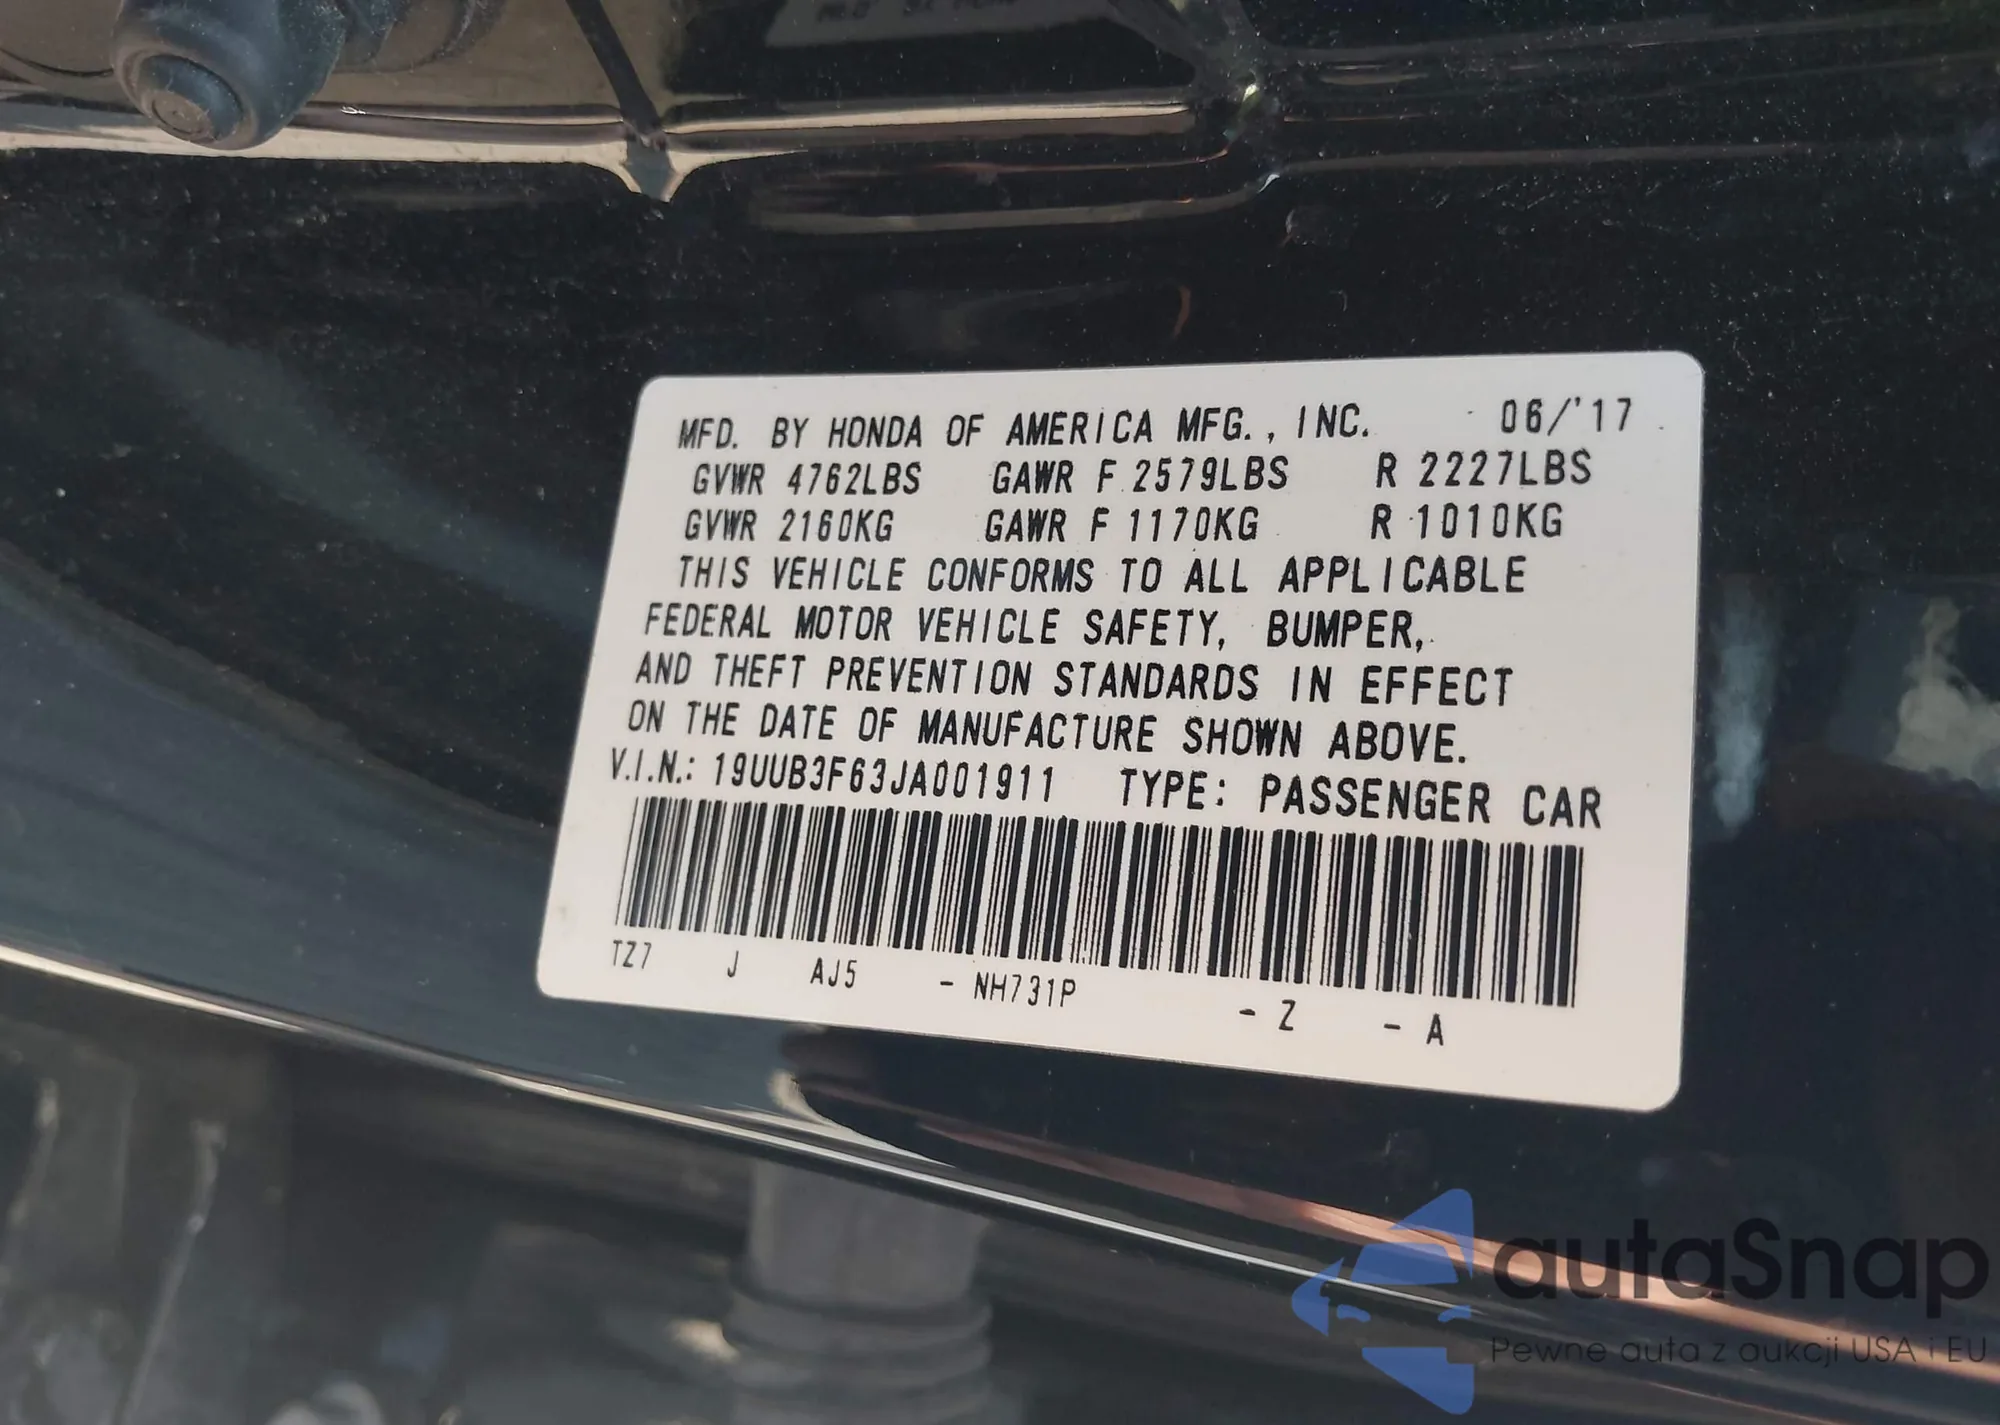 MFD. BY HONDA OF AMERICA MFG., INC. 06/'17
GVWR 4762LBS GAWR F 2579LBS R 2227LBS
GVWR 2160KG GAWR F 1170KG R 1010KG
THIS VEHICLE CONFORMS TO ALL APPLICABLE
FEDERAL MOTOR VEHICLE SAFETY, BUMPER,
AND THEFT PREVENTION STANDARDS IN EFFECT
ON THE DATE OF MANUFACTURE SHOWN ABOVE.
V.I.N.: 19UUB3F63JA001911 TYPE: PASSENGER CAR
TZ7 J AJ5 - NH731P - Z - A
autaSnap
Pewne auta z aukcji USA i EU